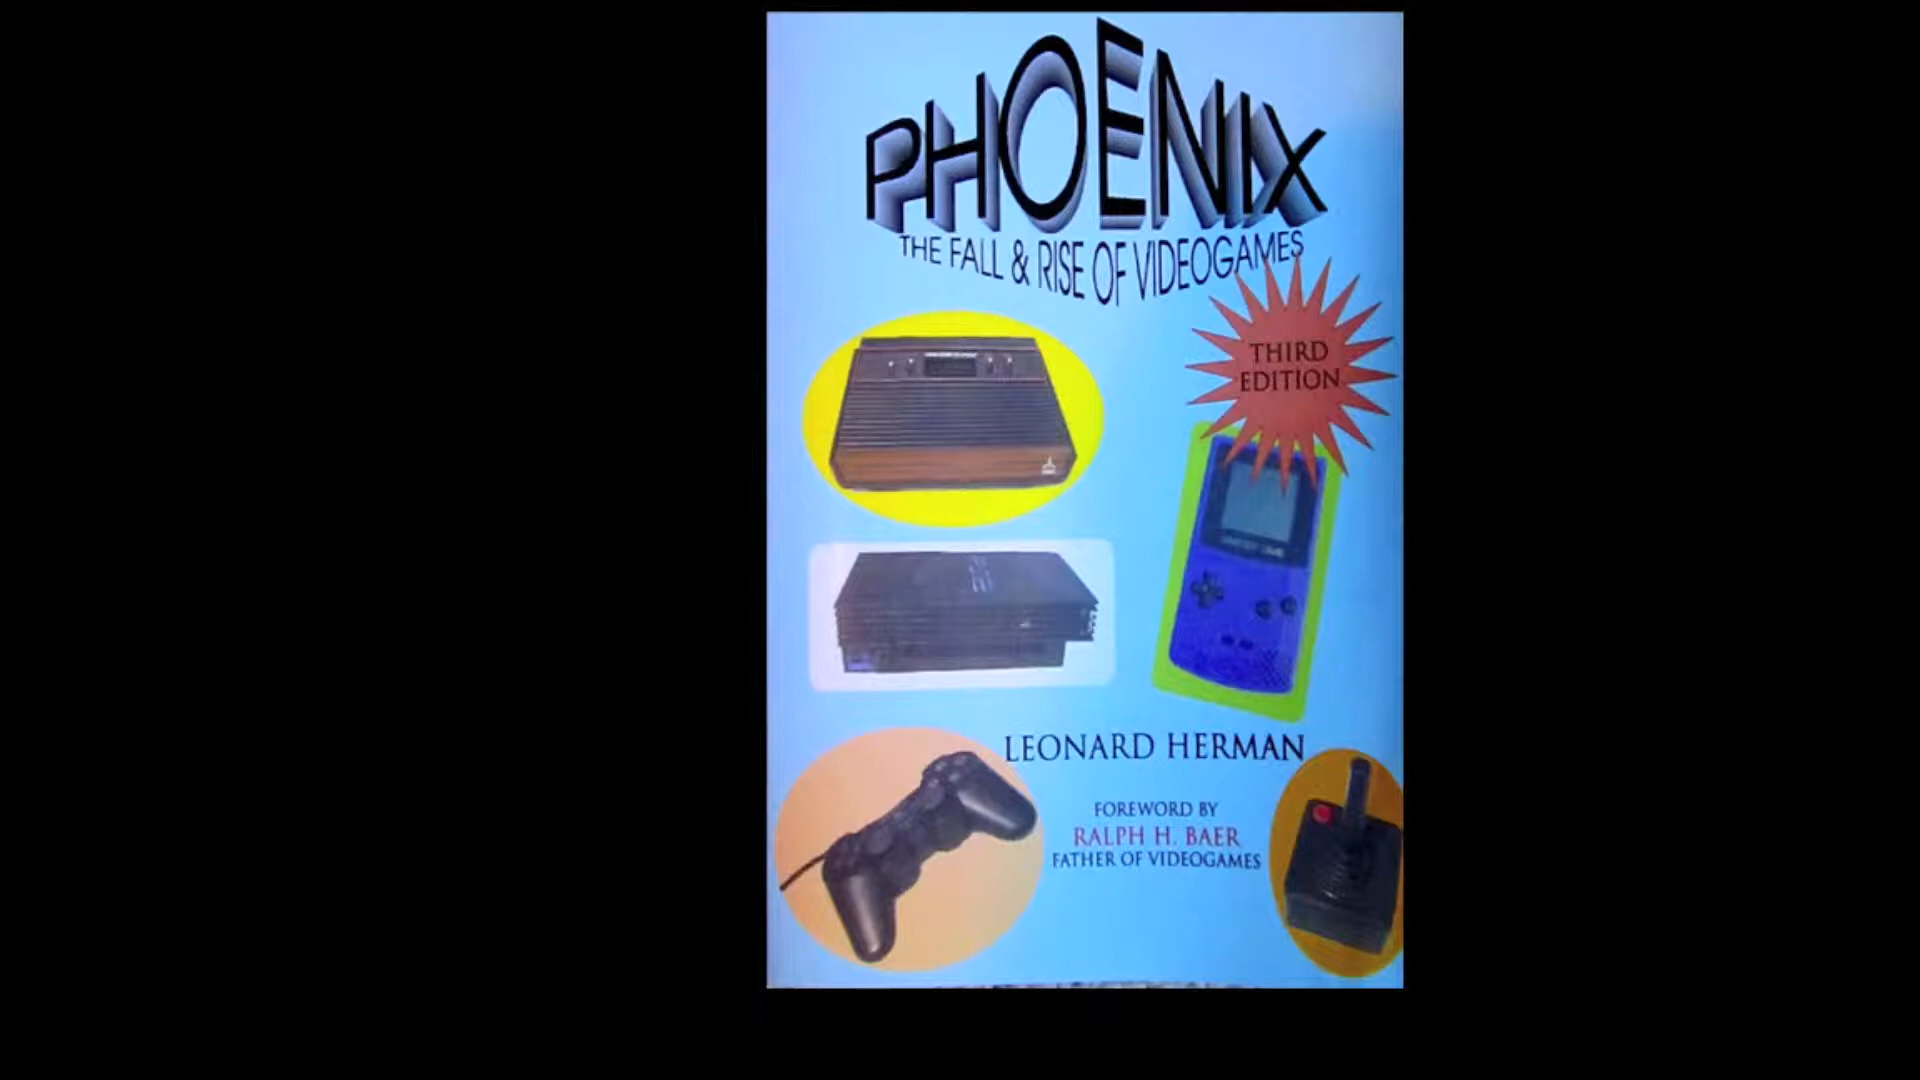 PHOENIX
THE FALL & RISE OF VIDEOGAMES
THIRD
EDITION
LEONARD HERMAN
FOREWORD BY
RALPH H. BAER
FATHER OF VIDEOGAMES